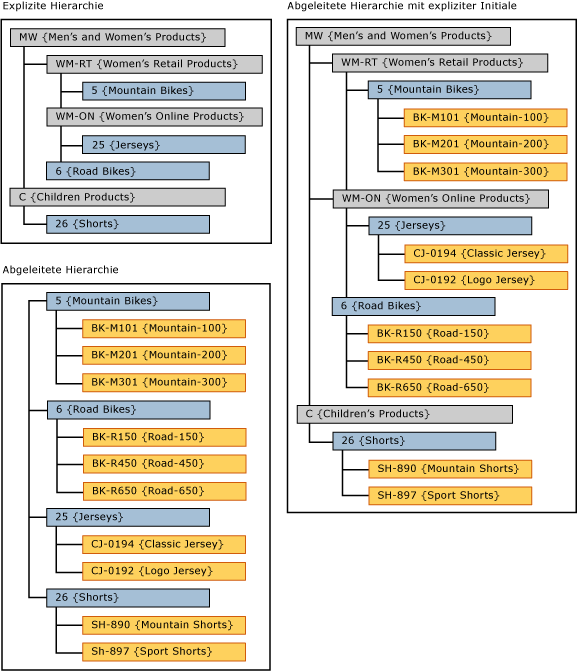 Explizite Hierarchie
MW {Men's and Women's Products}
WM-RT {Women's Retail Products}
5 {Mountain Bikes}
WM-ON {Women's Online Products}
25 {Jerseys}
6 {Road Bikes}
C {Children Products}
26 {Shorts}
Abgeleitete Hierarchie
5 {Mountain Bikes}
BK-M101 {Mountain-100}
BK-M201 {Mountain-200}
BK-M301 {Mountain-300}
6 {Road Bikes}
BK-R150 {Road-150}
BK-R450 {Road-450}
BK-R650 {Road-650}
25 {Jerseys}
CJ-0194 {Classic Jersey}
CJ-0192 {Logo Jersey}
26 {Shorts}
SH-890 {Mountain Shorts}
Sh-897 {Sport Shorts}
Abgeleitete Hierarchie mit expliziter Initiale
MW {Men's and Women's Products}
WM-RT {Women's Retail Products}
5 {Mountain Bikes}
BK-M101 {Mountain-100}
BK-M201 {Mountain-200}
BK-M301 {Mountain-300}
WM-ON {Women's Online Products}
25 {Jerseys}
CJ-0194 {Classic Jersey}
CJ-0192 {Logo Jersey}
6 {Road Bikes}
BK-R150 {Road-150}
BK-R450 {Road-450}
BK-R650 {Road-650}
C {Children's Products}
26 {Shorts}
SH-890 {Mountain Shorts}
SH-897 {Sport Shorts}